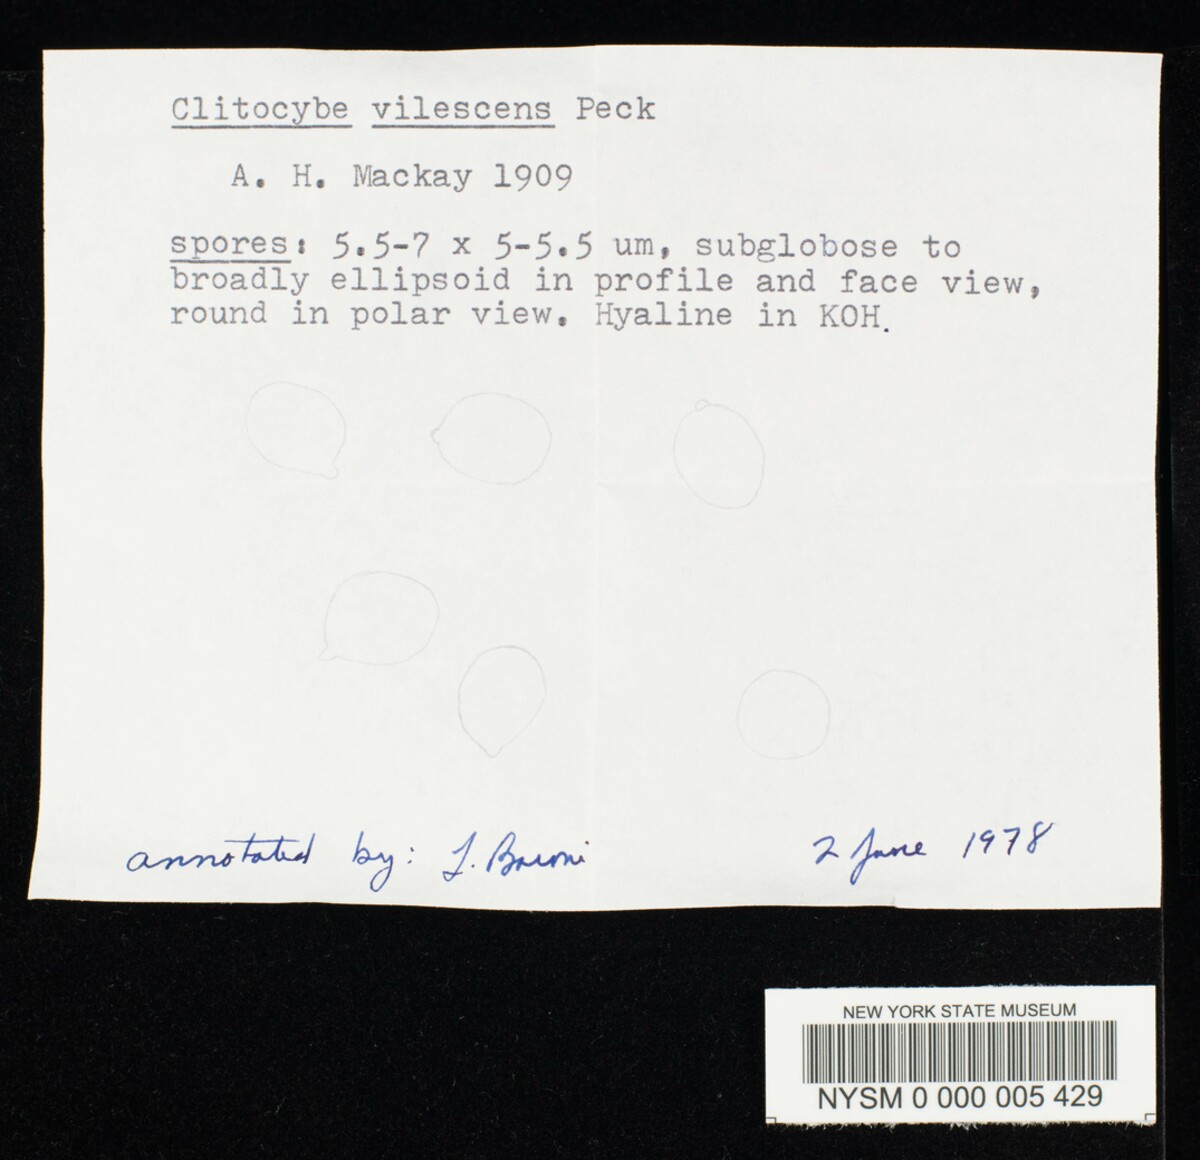 Clitocybe vilescens Peck
A. H. Mackay 1909
spores: 5.5-7 x 5-5.5 um, subglobose to
broadly ellipsoid in profile and face view,
round in polar view. Hyaline in KOH.
annotated by: T. Baroni
2 June 1978
NEW YORK STATE MUSEUM
NYSM 0 000 005 429